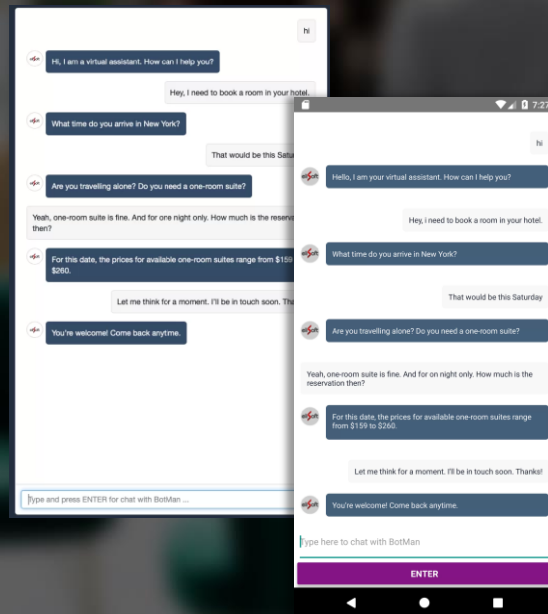 hi
Hi, I am a virtual assistant. How can I help you?
Hey, I need to book a room in your hotel.
What time do you arrive in New York?
That would be this
Are you travelling alone? Do you need a one-room suite?
Yeah, one-room suite is fine. And for one night only. How much is the
then?
For this date, the prices for available one-room suites range from $159
$260.
Let me think for a moment. I'll be in touch soon.
You're welcome! Come back anytime.
Type and press ENTER for chat with BotMan ...
7:27
hi
Hello, I am your virtual assistant. How can I help you?
Hey, i need to book a room in your hotel.
What time do you arrive in New York?
That would be this Saturday
Are you travelling alone? Do you need a one-room suite?
Yeah, one-room suite is fine. And for on night only. How much is the
reservation then?
For this date, the prices for available one-room suites range
from $159 to $260.
Let me think for a moment. I'll be in touch soon. Thanks!
You're welcome! Come back anytime.
Type here to chat with BotMan
ENTER